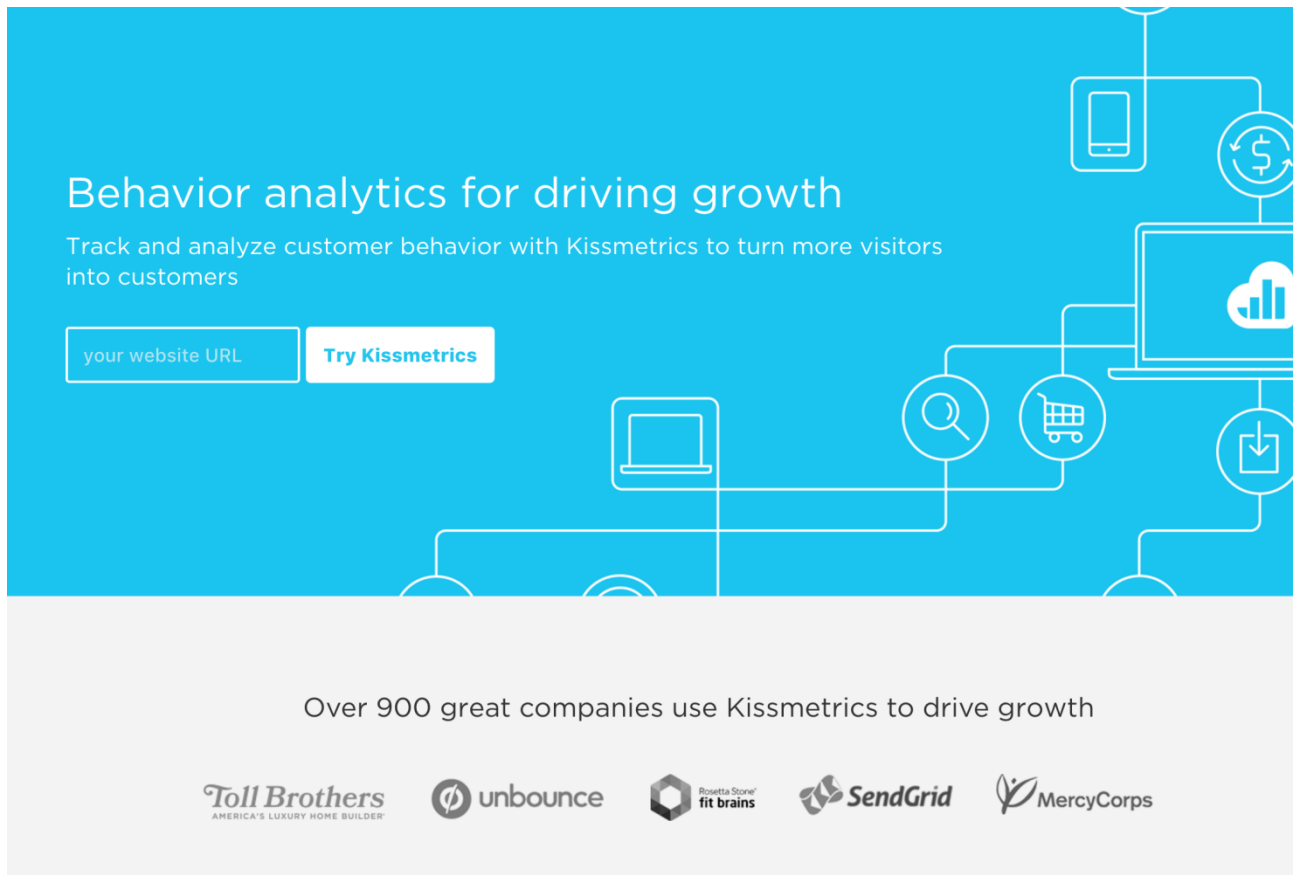 Behavior analytics for driving growth
Track and analyze customer behavior with Kissmetrics to turn more visitors
into customers
your website URL
Try Kissmetrics
Over 900 great companies use Kissmetrics to drive growth
Toll Brothers
AMERICA'S LUXURY HOME BUILDER®
unbounce
Rosetta Stone®
fit brains
SendGrid
MercyCorps